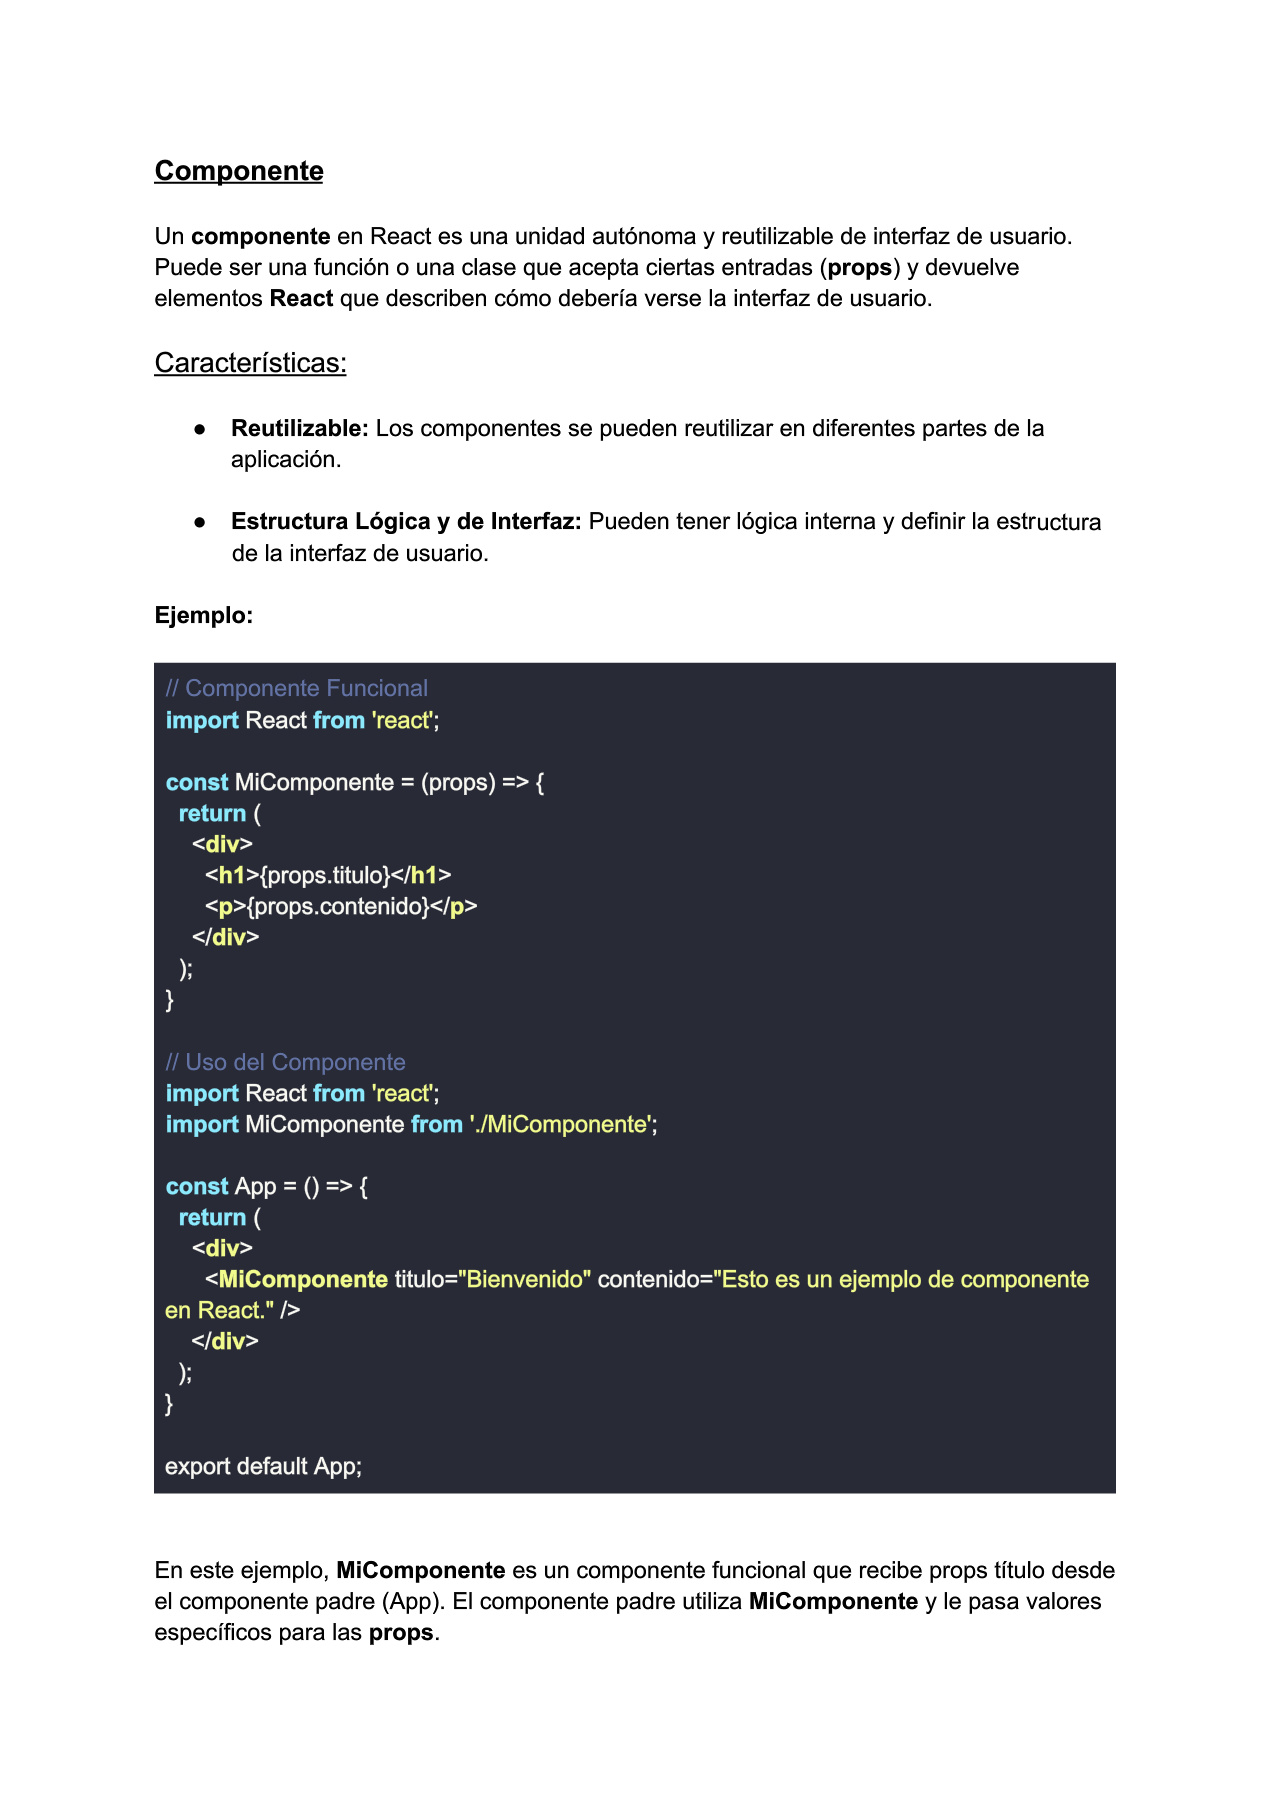 Componente
Un componente en React es una unidad autónoma y reutilizable de interfaz de usuario.
Puede ser una función o una clase que acepta ciertas entradas (props) y devuelve
elementos React que describen cómo debería verse la interfaz de usuario.
Características:
● Reutilizable: Los componentes se pueden reutilizar en diferentes partes de la
aplicación.
● Estructura Lógica y de Interfaz: Pueden tener lógica interna y definir la estructura
de la interfaz de usuario.
Ejemplo:
// Componente Funcional
import React from 'react';
const MiComponente = (props) => {
  return (
    <div>
      <h1>{props.titulo}</h1>
      <p>{props.contenido}</p>
    </div>
  );
}
// Uso del Componente
import React from 'react';
import MiComponente from './MiComponente';
const App = () => {
  return (
    <div>
      <MiComponente titulo="Bienvenido" contenido="Esto es un ejemplo de componente
en React." />
    </div>
  );
}
export default App;
En este ejemplo, MiComponente es un componente funcional que recibe props título desde
el componente padre (App). El componente padre utiliza MiComponente y le pasa valores
específicos para las props.